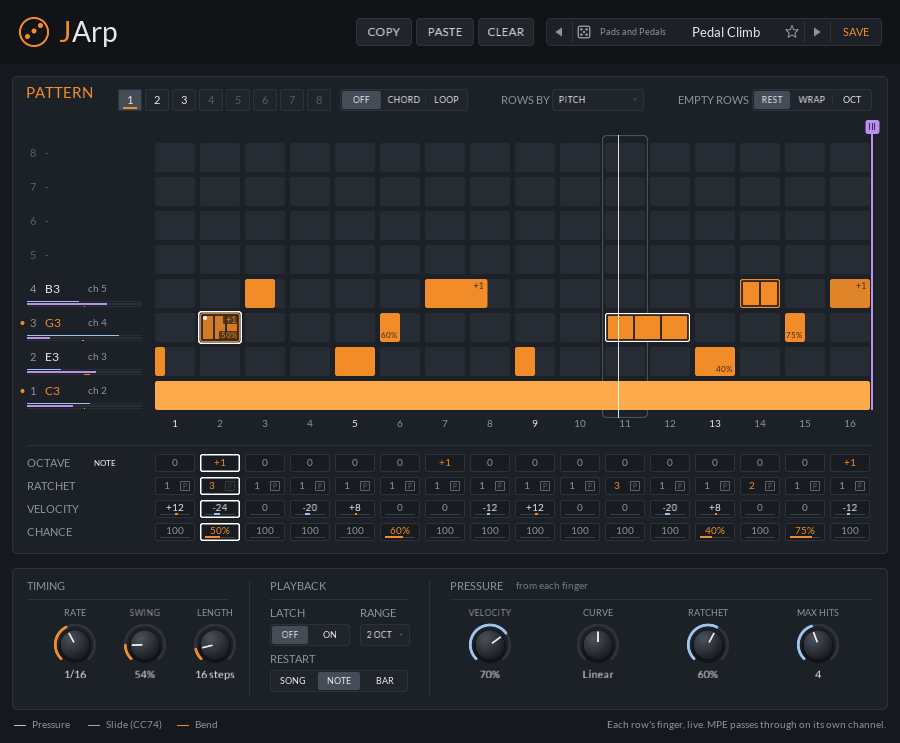 JArp
COPY PASTE CLEAR Pads and Pedals Pedal Climb SAVE
PATTERN 1 2 3 4 5 6 7 8 OFF CHORD LOOP ROWS BY PITCH EMPTY ROWS REST WRAP OCT
8 -
7 -
6 -
5 -
4 B3 ch 5 +1 +1
3 G3 ch 4 +1 50% 60% 75%
2 E3 ch 3 40%
1 C3 ch 2
1 2 3 4 5 6 7 8 9 10 11 12 13 14 15 16
OCTAVE NOTE 0 +1 0 0 0 0 +1 0 0 0 0 0 0 0 0 +1
RATCHET 1 P 3 P 1 P 1 P 1 P 1 P 1 P 1 P 1 P 1 P 3 P 1 P 1 P 2 P 1 P 1 P
VELOCITY +12 -24 0 -20 +8 0 0 -12 +12 0 0 -20 +8 0 0 -12
CHANCE 100 50% 100 100 100 60% 100 100 100 100 100 100 40% 100 75% 100
TIMING
RATE SWING LENGTH
1/16 54% 16 steps
PLAYBACK
LATCH RANGE
OFF ON 2 OCT
RESTART
SONG NOTE BAR
PRESSURE from each finger
VELOCITY CURVE RATCHET MAX HITS
70% Linear 60% 4
Pressure Slide (CC74) Bend
Each row's finger, live. MPE passes through on its own channel.